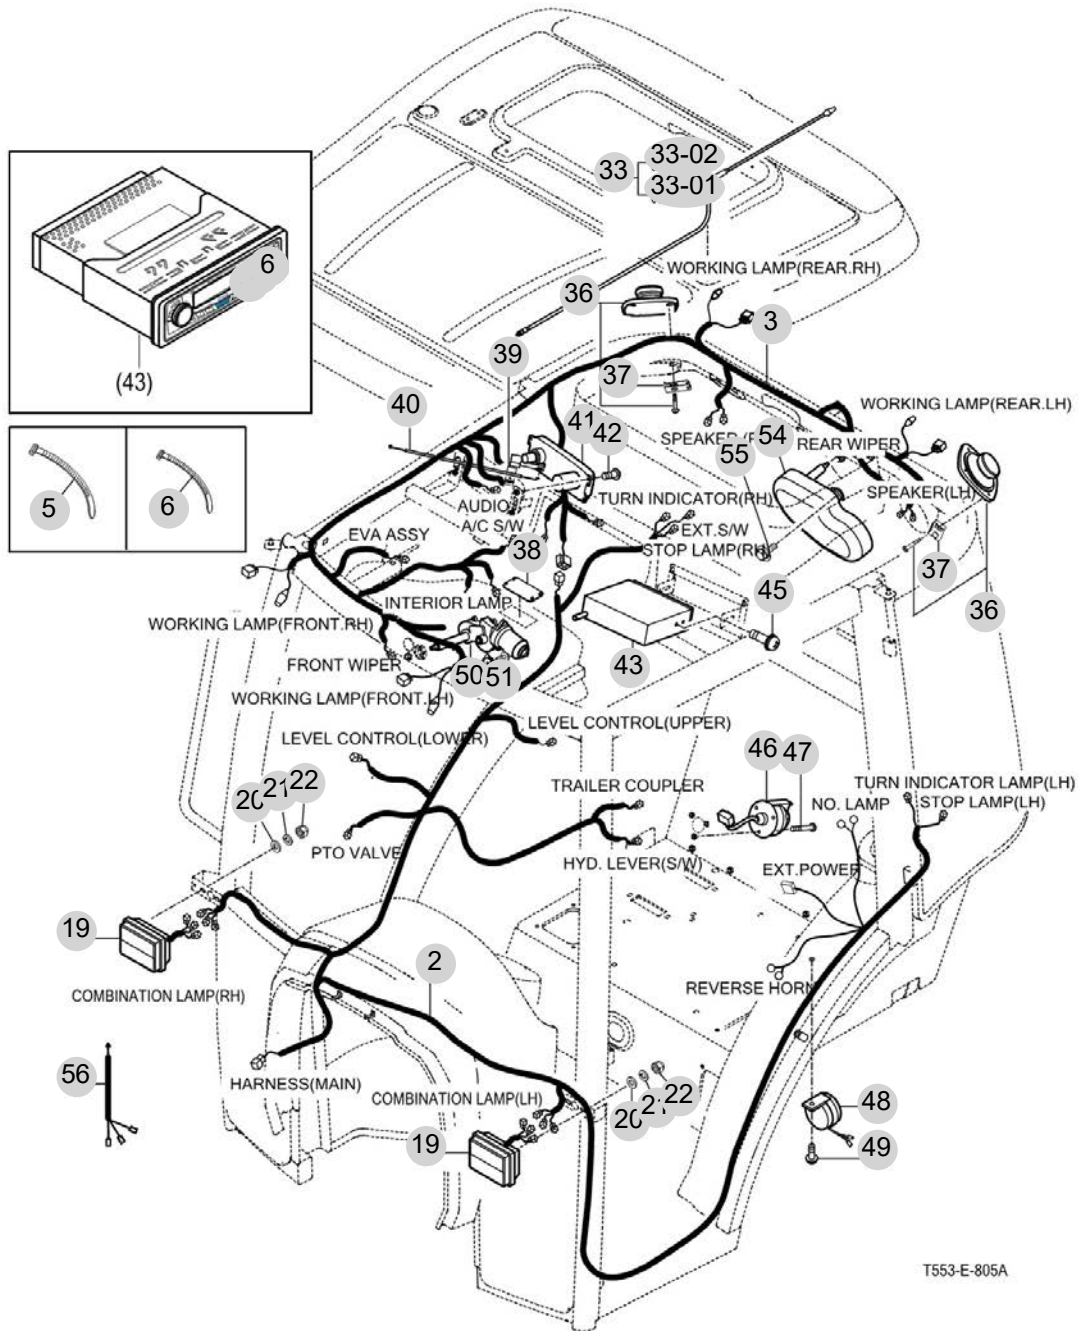 33-02
33
33-01
6
WORKING LAMP(REAR.RH)
36
3
39
(43)
37
40
WORKING LAMP(REAR.LH)
41
42
SPEAKER
54
REAR WIPER
55
5
6
AUDIO
A/C S/W
TURN INDICATOR(RH)
SPEAKER(LH)
EVA ASSY
EXT.S/W
38
STOP LAMP(RH)
37
45
36
INTERIOR LAMP
WORKING LAMP(FRONT.RH)
FRONT WIPER
50
51
43
WORKING LAMP(FRONT.LH)
LEVEL CONTROL(UPPER)
LEVEL CONTROL(LOWER)
46
47
20
21
22
TRAILER COUPLER
TURN INDICATOR LAMP(LH)
NO. LAMP
STOP LAMP(LH)
PTO VALVE
HYD. LEVER(S/W)
EXT.POWER
19
2
COMBINATION LAMP(RH)
REVERSE HORN
56
HARNESS(MAIN)
COMBINATION LAMP(LH)
20
21
22
48
19
49
T553-E-805A